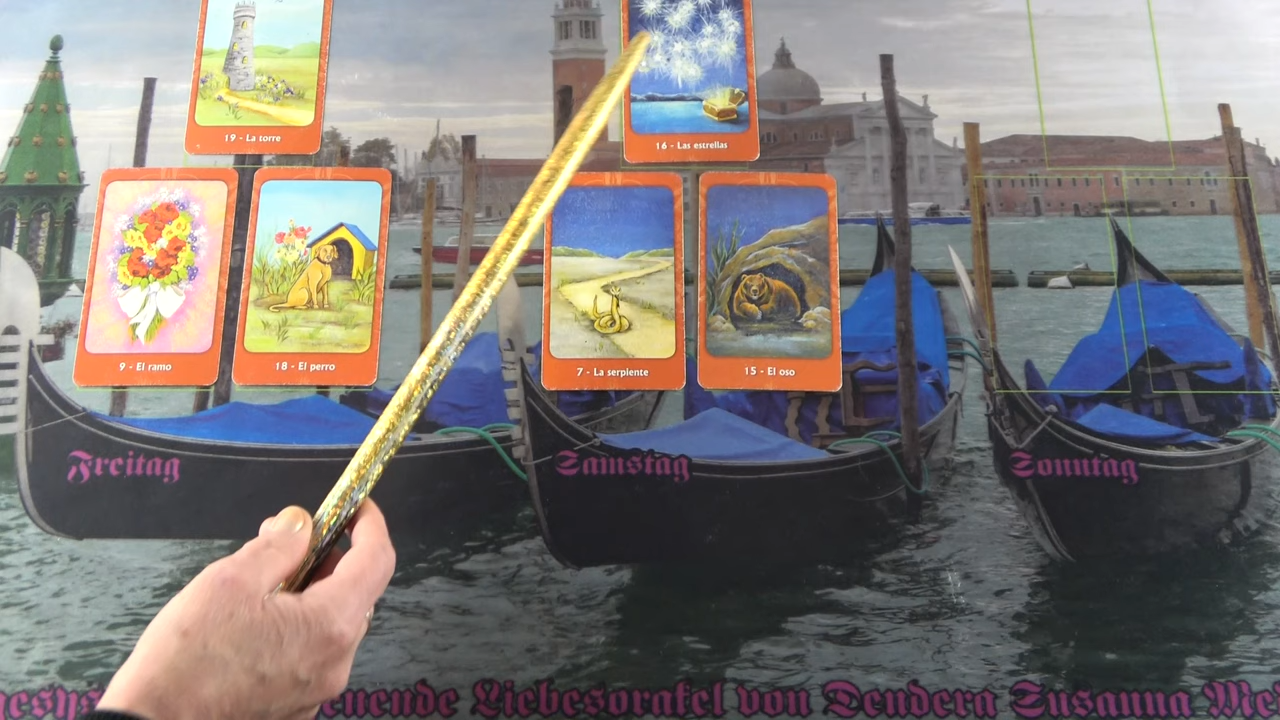 19 - La torre
16 - Las estrellas
9 - El ramo
18 - El perro
7 - La serpiente
15 - El oso
Freitag
Samstag
Sonntag
Liebesorakel von Dendera Susanna